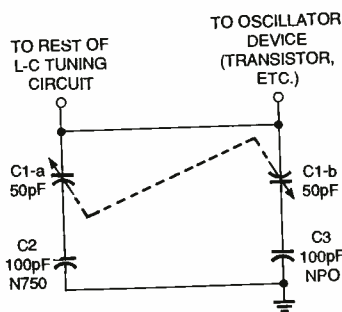 TO REST OF
L-C TUNING
CIRCUIT
TO OSCILLATOR
DEVICE
(TRANSISTOR,
ETC.)
C1-a
50pF
C1-b
50pF
C2
100pF
N750
C3
100pF
NPO